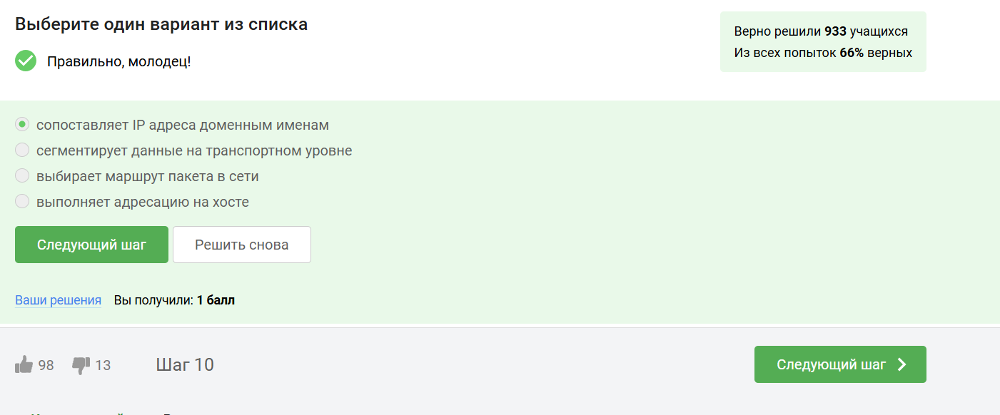 Выберите один вариант из списка
Верно решили 933 учащихся
Из всех попыток 66% верных
Правильно, молодец!
сопоставляет IP адреса доменным именам
сегментирует данные на транспортном уровне
выбирает маршрут пакета в сети
выполняет адресацию на хосте
Следующий шаг
Решить снова
Ваши решения Вы получили: 1 балл
98 13 Шаг 10
Следующий шаг